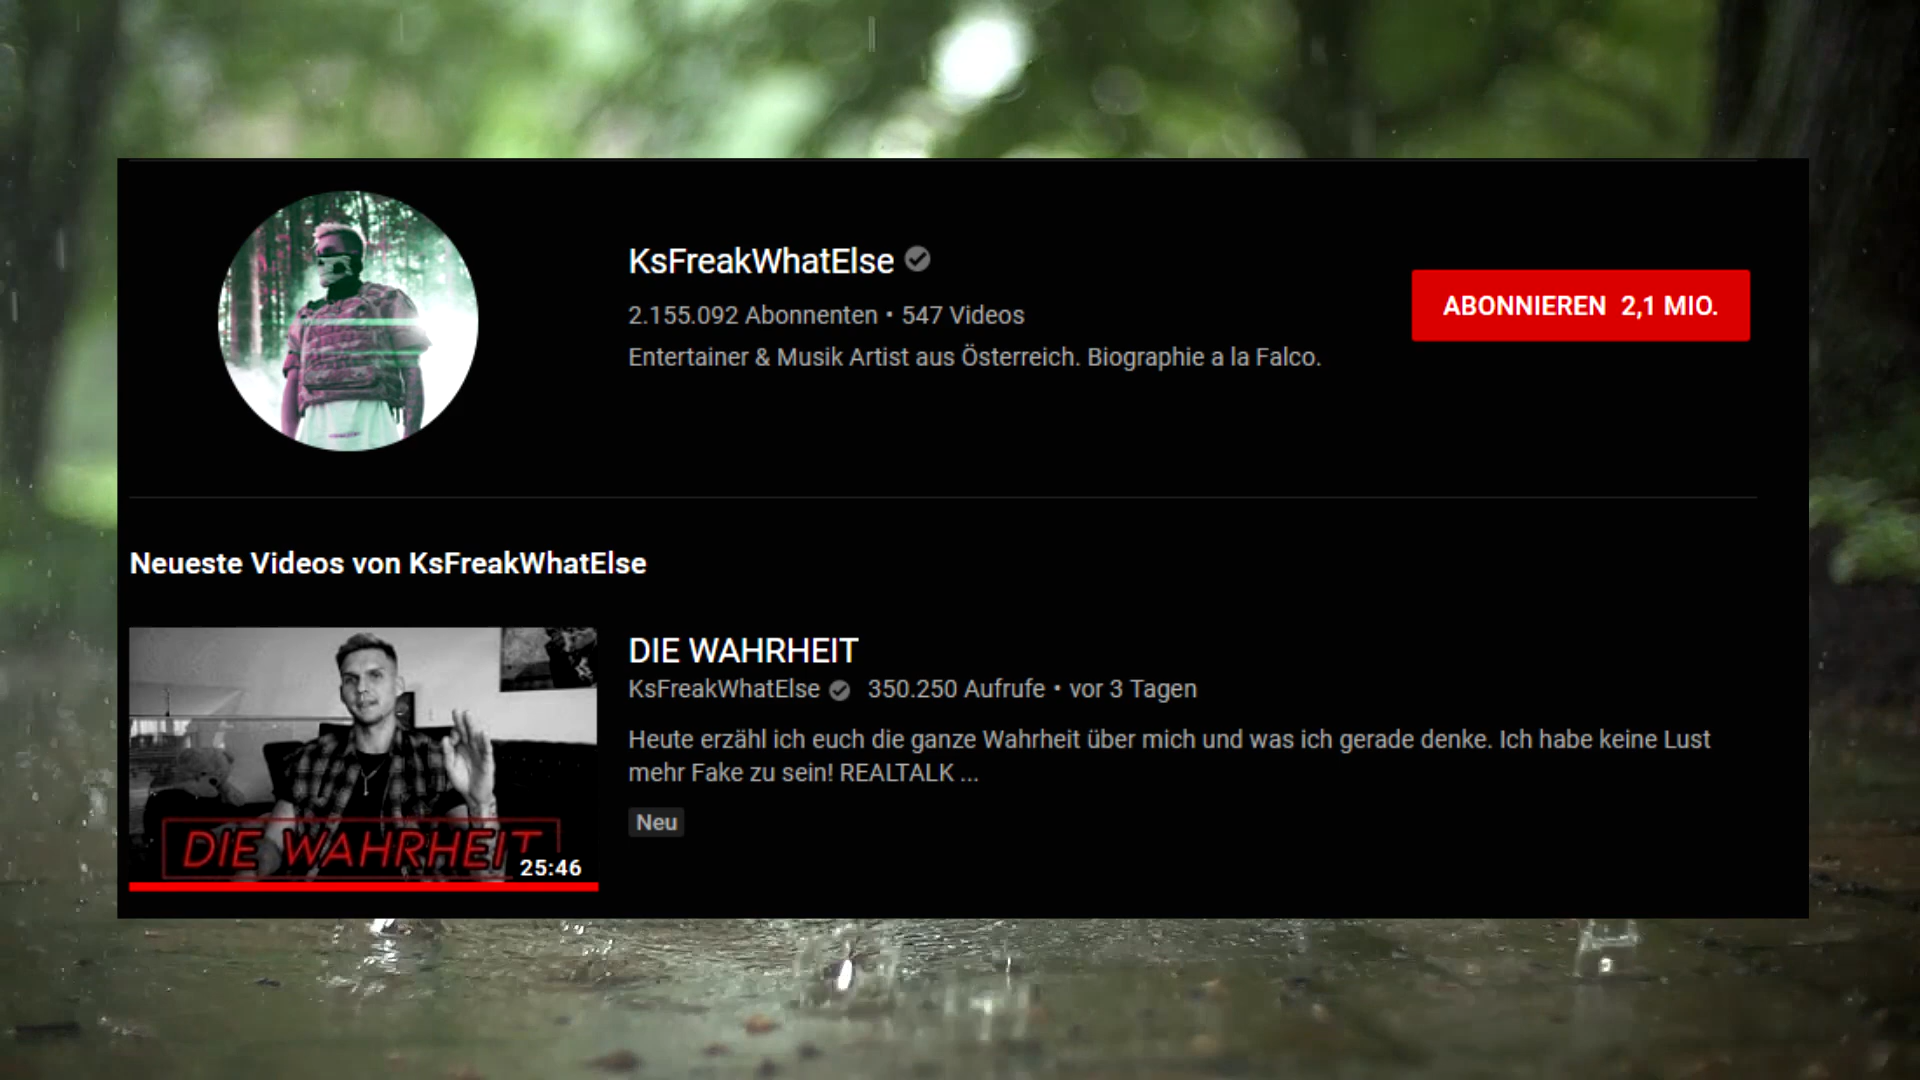 KsFreakWhatElse
2.155.092 Abonnenten • 547 Videos
Entertainer & Musik Artist aus Österreich. Biographie a la Falco.
ABONNIEREN 2,1 MIO.
Neueste Videos von KsFreakWhatElse
DIE WAHRHEIT
25:46
DIE WAHRHEIT
KsFreakWhatElse 350.250 Aufrufe • vor 3 Tagen
Heute erzähl ich euch die ganze Wahrheit über mich und was ich gerade denke. Ich habe keine Lust
mehr Fake zu sein! REALTALK ...
Neu